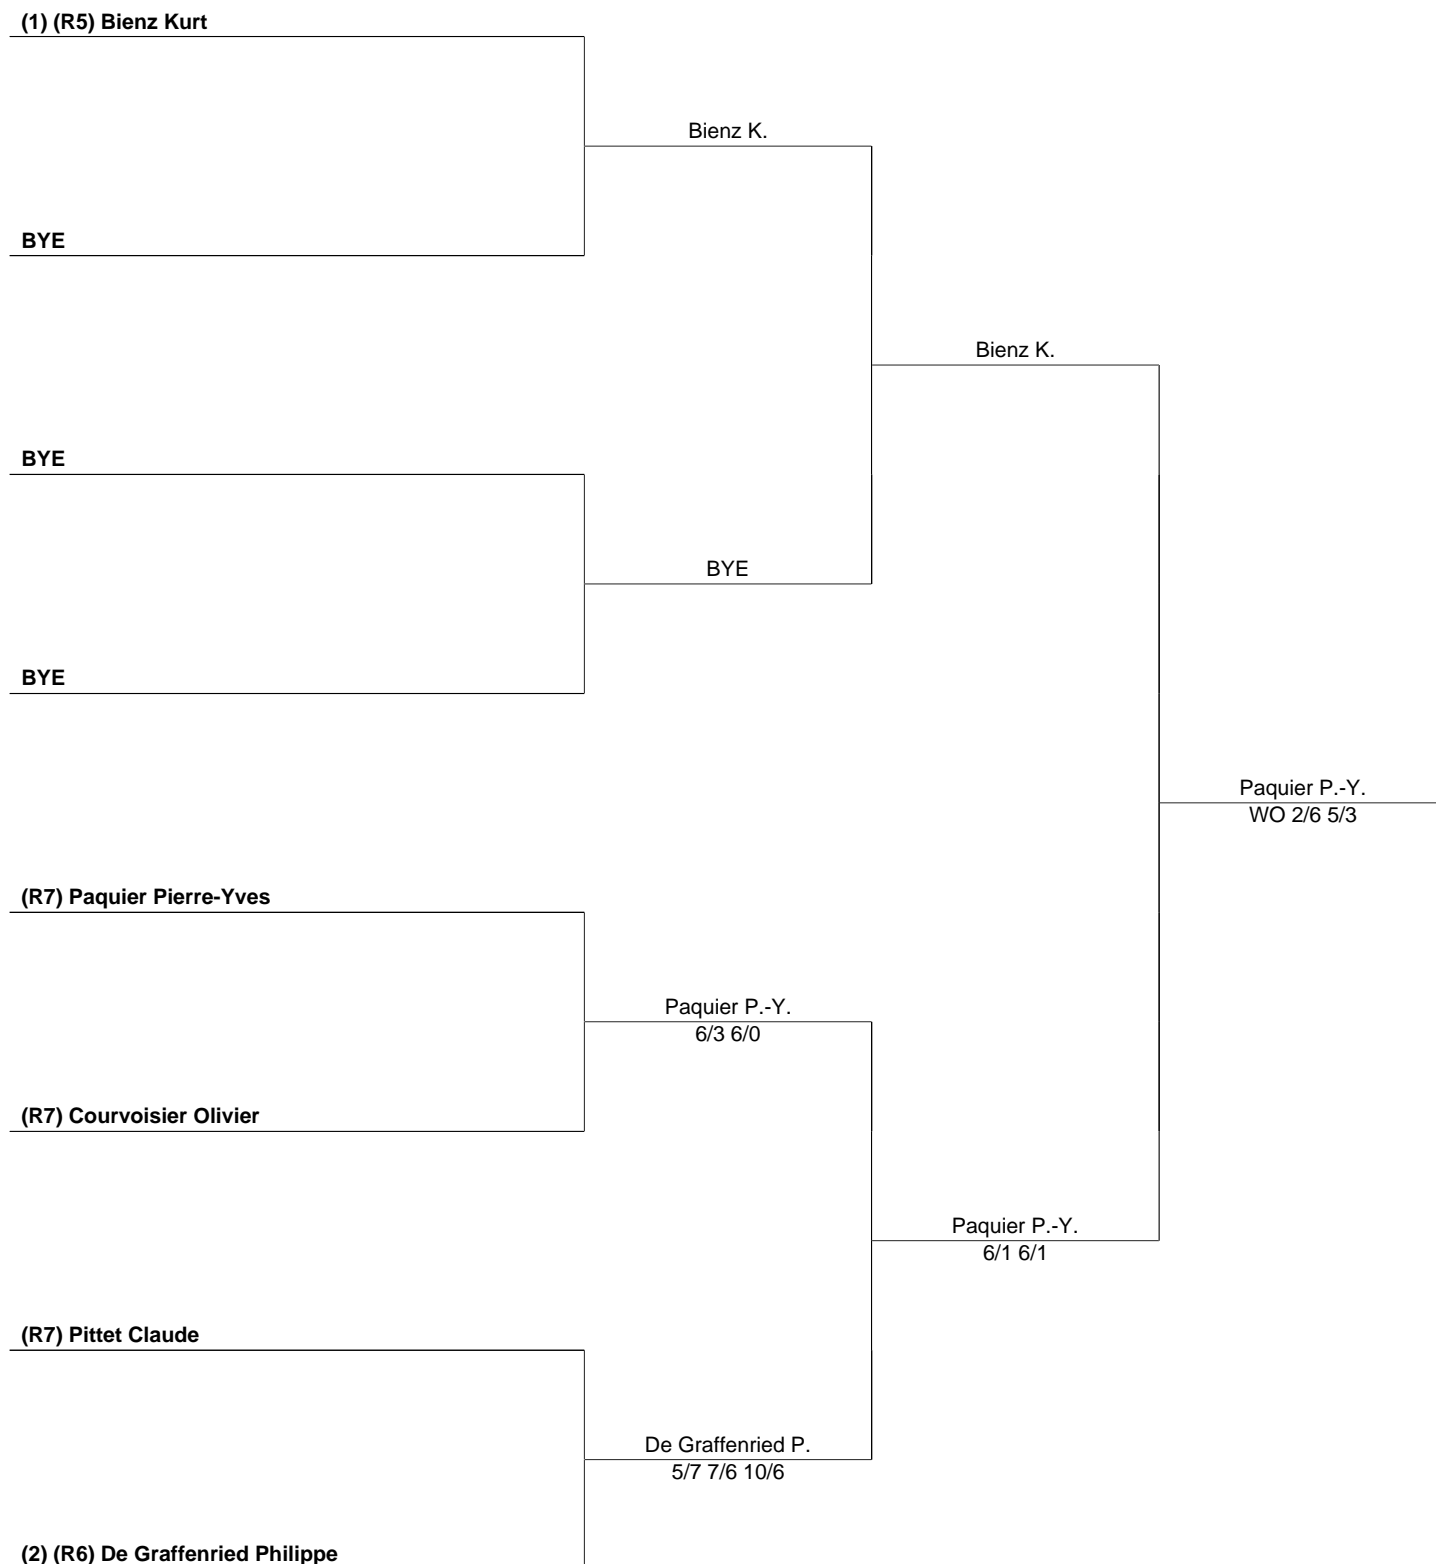 (1) (R5) Bienz Kurt
Bienz K.
BYE
Bienz K.
BYE
BYE
BYE
Paquier P.-Y.
WO 2/6 5/3
(R7) Paquier Pierre-Yves
Paquier P.-Y.
6/3 6/0
(R7) Courvoisier Olivier
Paquier P.-Y.
6/1 6/1
(R7) Pittet Claude
De Graffenried P.
5/7 7/6 10/6
(2) (R6) De Graffenried Philippe